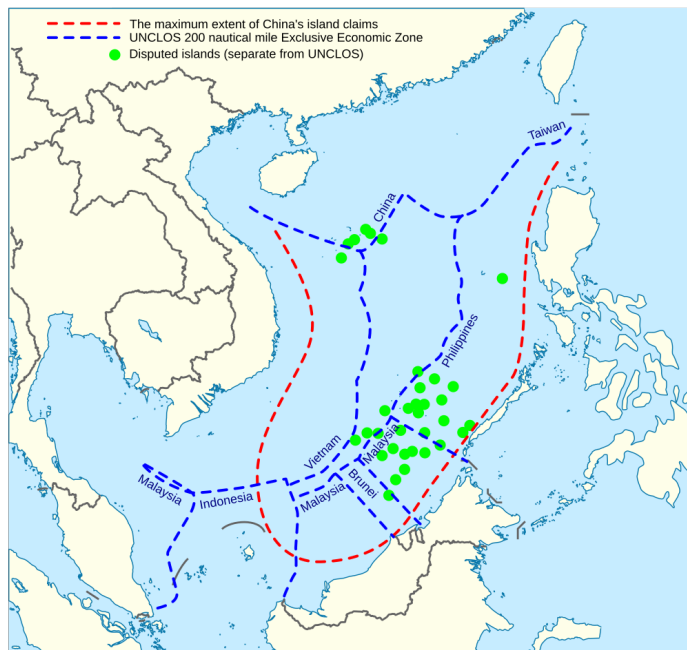 The maximum extent of China's island claims
UNCLOS 200 nautical mile Exclusive Economic Zone
Disputed islands (separate from UNCLOS)
Taiwan
China
Philippines
Vietnam
Malaysia
Malaysia
Indonesia
Malaysia
Brunei